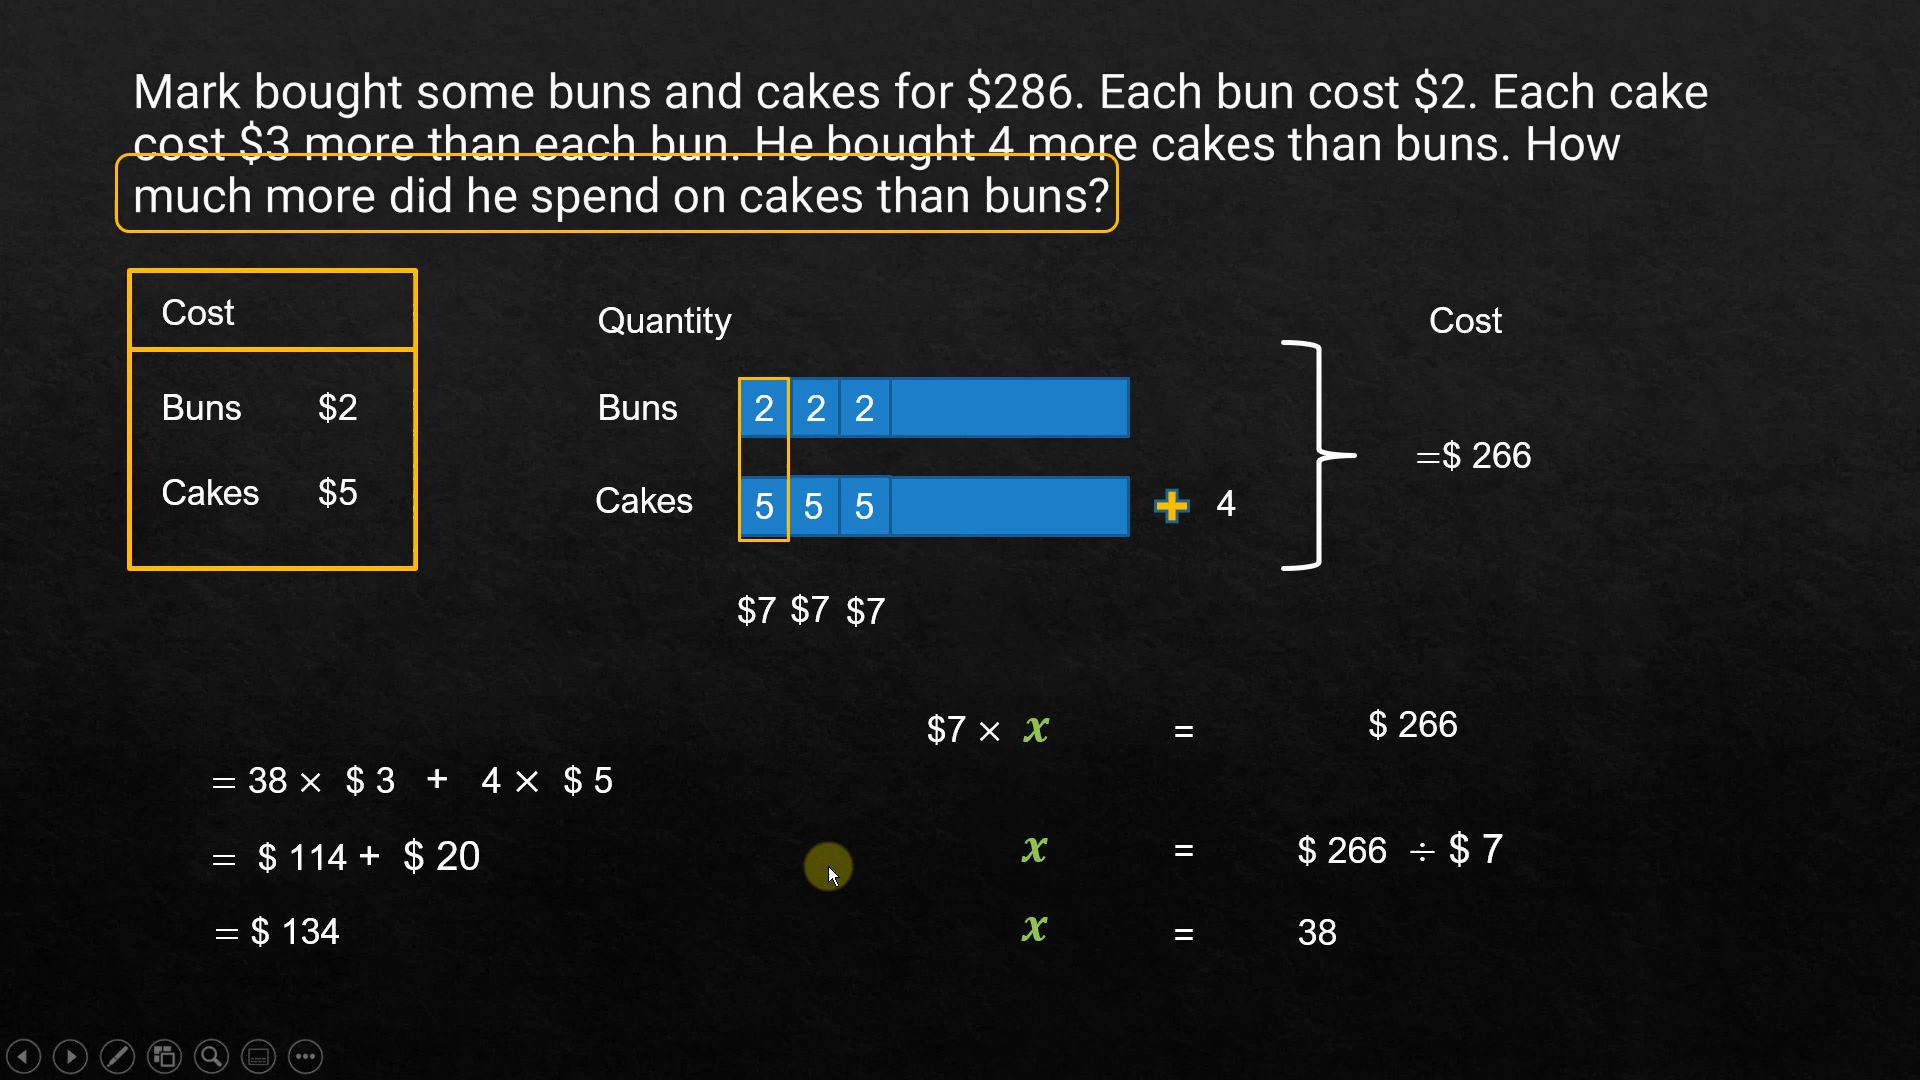 Mark bought some buns and cakes for $286. Each bun cost $2. Each cake
cost $3 more than each bun. He bought 4 more cakes than buns. How
much more did he spend on cakes than buns?
Cost
Buns $2
Cakes $5
Quantity
Buns 2 2 2
Cakes 5 5 5 + 4
$7 $7 $7
Cost
=$ 266
$7 × x = $ 266
x = $ 266 ÷ $ 7
x = 38
= 38 × $ 3 + 4 × $ 5
= $ 114 + $ 20
= $ 134